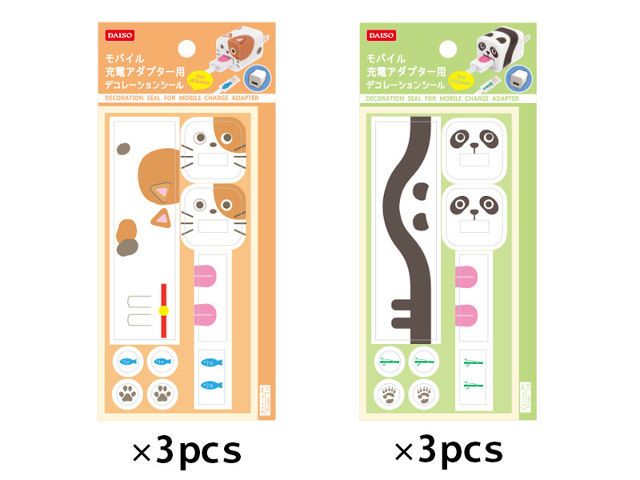 DAISO
モバイル
充電アダプター用
デコレーションシール
DECORATION SEAL FOR MOBILE CHARGE ADAPTER
×3pcs
DAISO
モバイル
充電アダプター用
デコレーションシール
DECORATION SEAL FOR MOBILE CHARGE ADAPTER
×3pcs